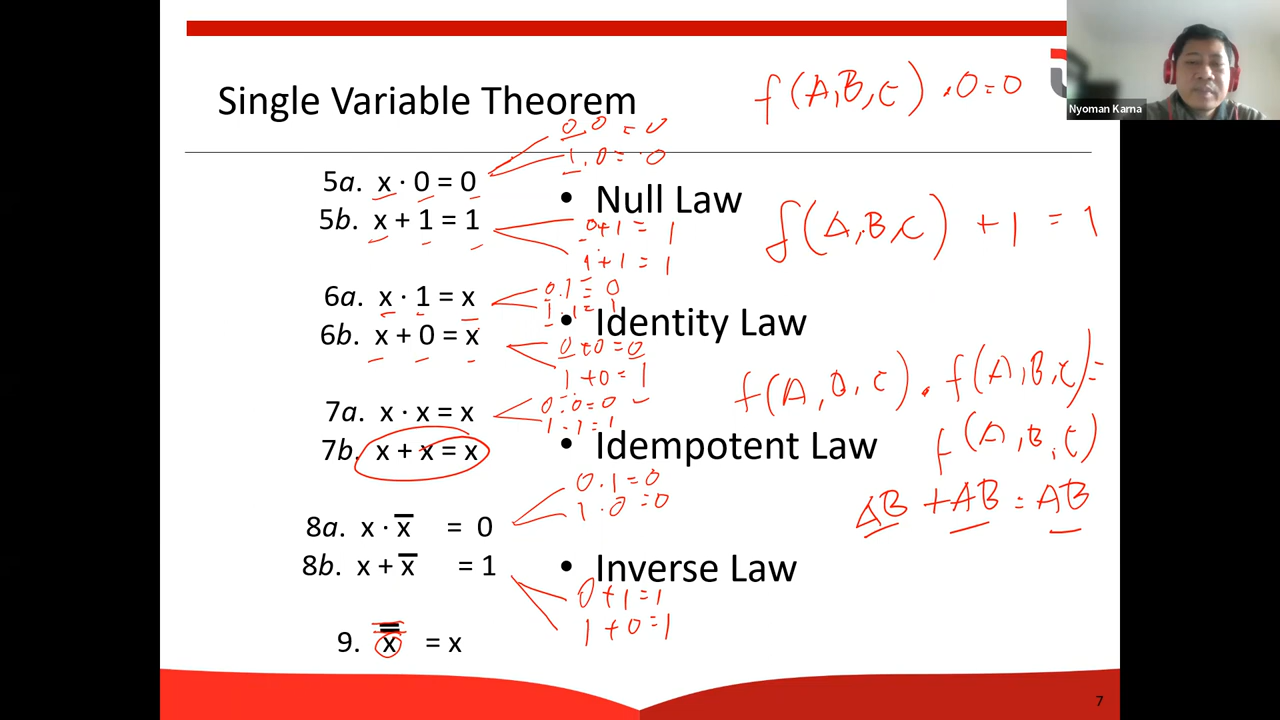 Single Variable Theorem
f(A,B,C) . 0 = 0
Nyoman Karna
0.0 = 0
1.0 = 0
5a. x · 0 = 0
• Null Law
5b. x + 1 = 1
0+1 = 1
1+1 = 1
f(A,B,C) + 1 = 1
6a. x · 1 = x
0.1 = 0
1.1 = 1
• Identity Law
6b. x + 0 = x
0+0 = 0
1+0 = 1
f(A,B,C) . f(A,B,C) =
f(A,B,C)
7a. x · x = x
0.0=0
1.1=1
• Idempotent Law
7b. x + x = x
AB + AB = AB
0.1=0
1.0=0
8a. x · x̅ = 0
8b. x + x̅ = 1
• Inverse Law
0+1=1
1+0=1
9. x̿ = x
7